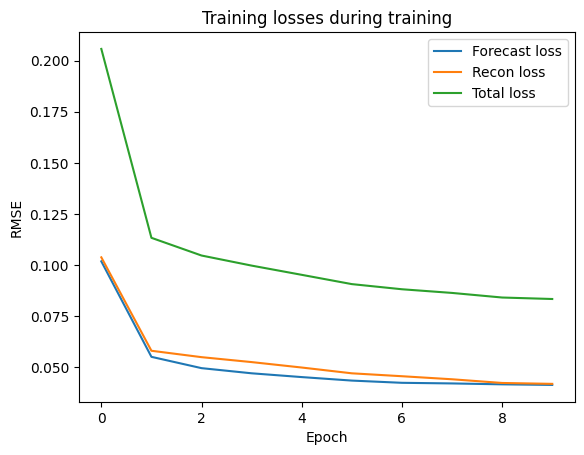 Training losses during training
0.200
0.175
0.150
0.125
0.100
0.075
0.050
RMSE
Forecast loss
Recon loss
Total loss
0 2 4 6 8
Epoch